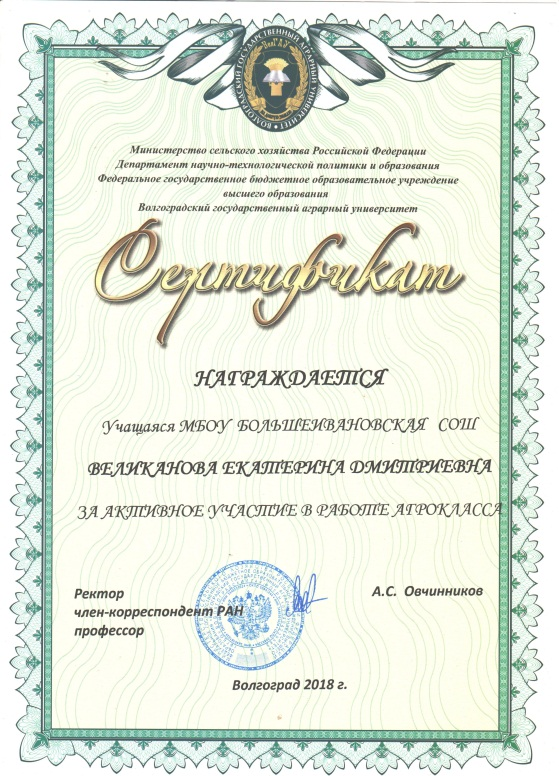 ВОЛГОГРАДСКИЙ ГОСУДАРСТВЕННЫЙ АГРАРНЫЙ УНИВЕРСИТЕТ
Министерство сельского хозяйства Российской Федерации
Департамент научно-технологической политики и образования
Федеральное государственное бюджетное образовательное учреждение
высшего образования
Волгоградский государственный аграрный университет
Сертификат
НАГРАЖДАЕТСЯ
Учащаяся МБОУ БОЛЬШЕИВАНОВСКАЯ СОШ
ВЕЛИКАНОВА ЕКАТЕРИНА ДМИТРИЕВНА
ЗА АКТИВНОЕ УЧАСТИЕ В РАБОТЕ АГРОКЛАССА
Ректор А.С. Овчинников
член-корреспондент РАН
профессор
Волгоград 2018 г.